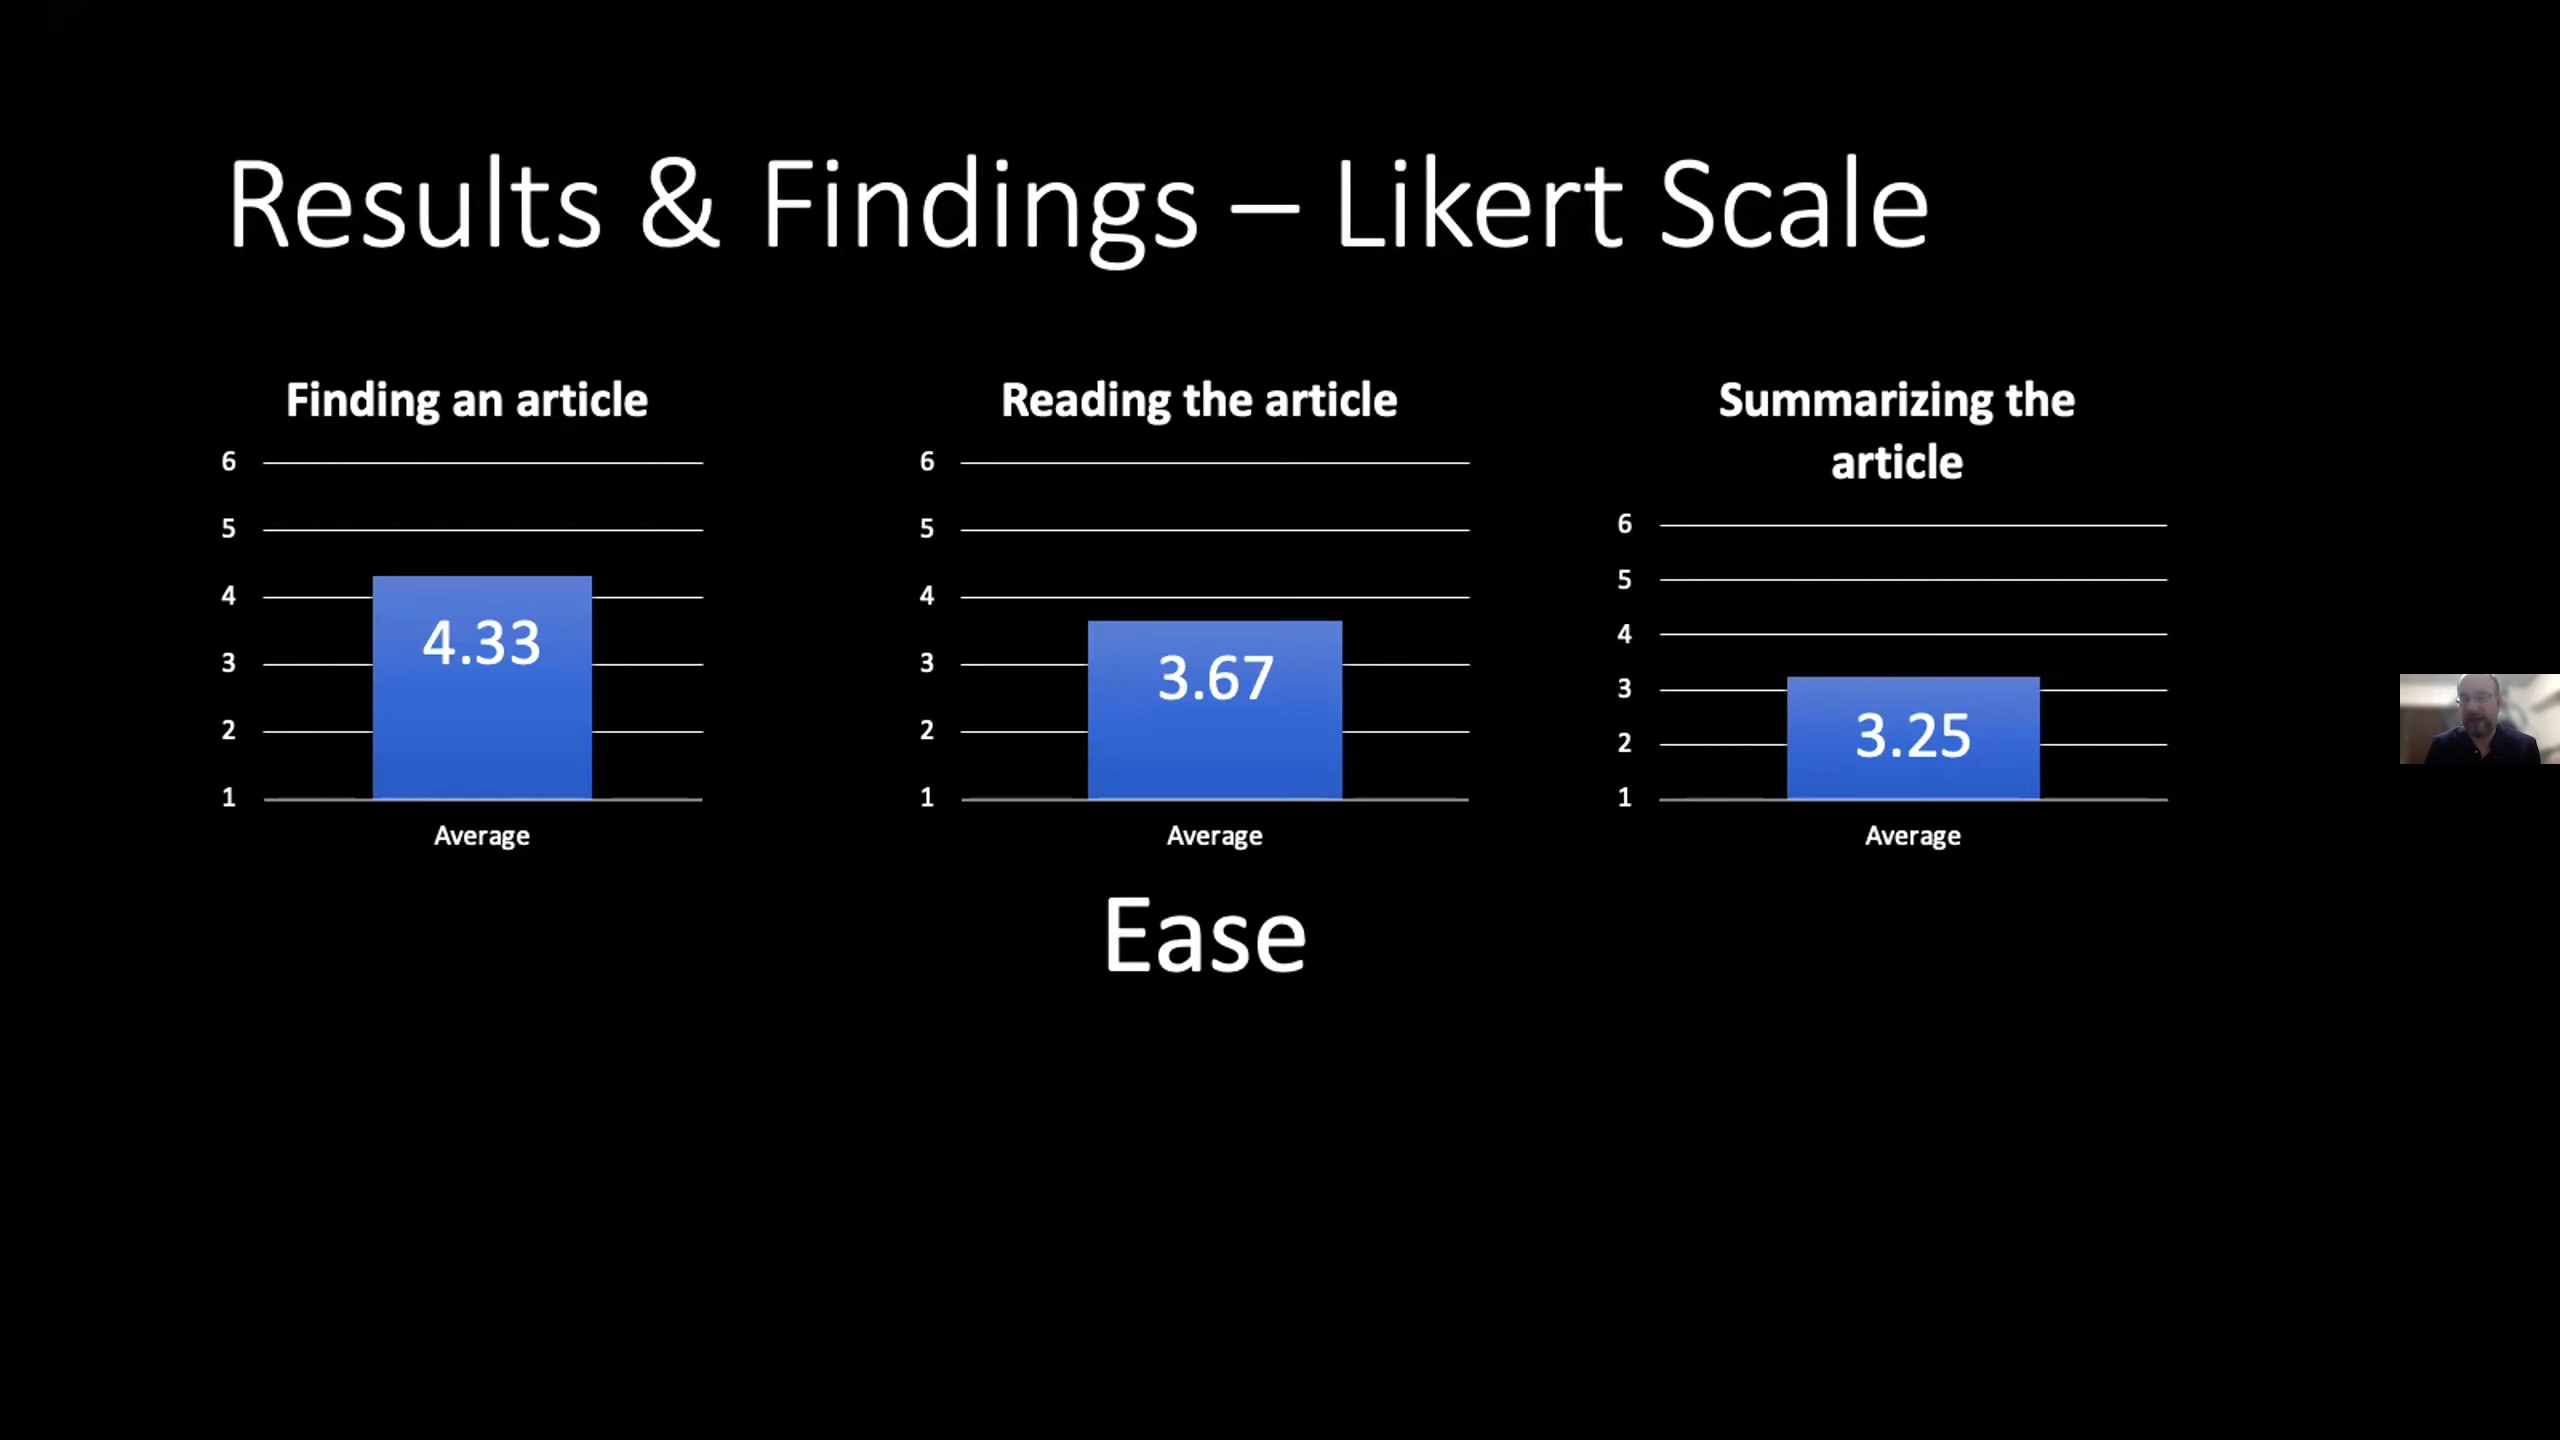 Results & Findings – Likert Scale
Finding an article
6
5
4
3
2
1
4.33
Average
Reading the article
6
5
4
3
2
1
3.67
Average
Summarizing the
article
6
5
4
3
2
1
3.25
Average
Ease